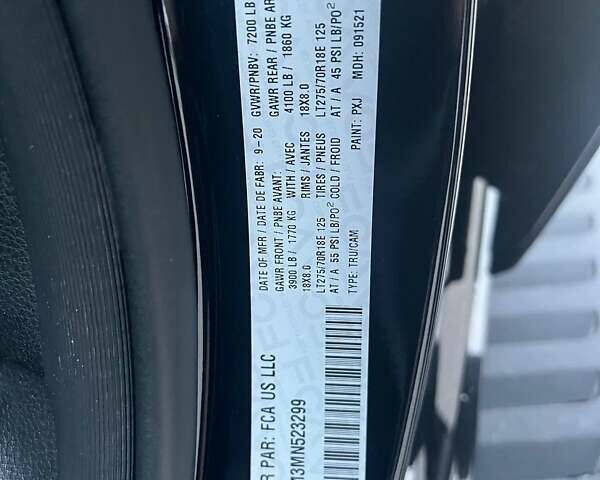 R PAR: FCA US LLC
DATE OF MFR / DATE DE FABR: 9-20 GVWR/PNBV: 7200 LB
GAWR FRONT / PNBE AVANT: GAWR REAR / PNBE AR
3900 LB / 1770 KG WITH / AVEC 4100 LB / 1860 KG
18X8.0 RIMS / JANTES 18X8.0
LT275/70R18E 125 TIRES / PNEUS LT275/70R18E 125
AT / A 55 PSI LB/PO² COLD / FROID AT / A 45 PSI LB/PO²
13MN523299
TYPE: TRU/CAM PAINT: PXJ MDH: 091521